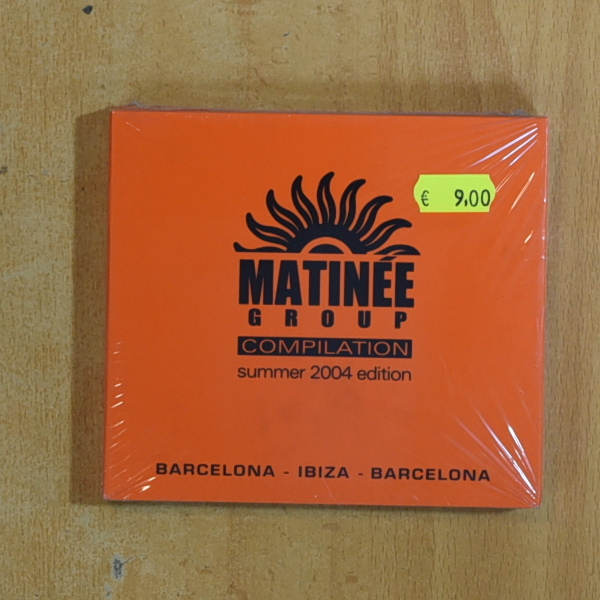 € 9,00
MATINÉE
GROUP
COMPILATION
summer 2004 edition
BARCELONA - IBIZA - BARCELONA